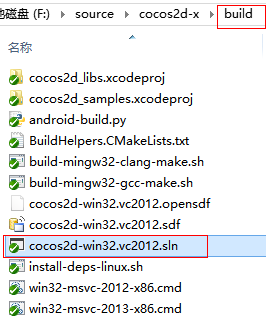 磁盘 (F:) > source > cocos2d-x > build
名称
cocos2d_libs.xcodeproj
cocos2d_samples.xcodeproj
android-build.py
BuildHelpers.CMakeLists.txt
build-mingw32-clang-make.sh
build-mingw32-gcc-make.sh
cocos2d-win32.vc2012.opensdf
cocos2d-win32.vc2012.sdf
cocos2d-win32.vc2012.sln
install-deps-linux.sh
win32-msvc-2012-x86.cmd
win32-msvc-2013-x86.cmd